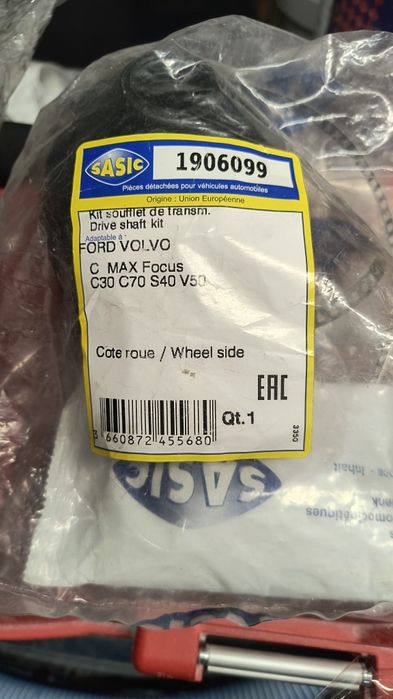 SASIC
1906099
Pièces détachées pour véhicules automobiles
Origine : Union Européenne
Kit soufflet de transm.
Drive shaft kit
Adaptable à :
FORD VOLVO
C MAX Focus
C30 C70 S40 V50
Cote roue / Wheel side
EAC
3 660872 455680
Qt.1
3350
SASIC
Inhalt